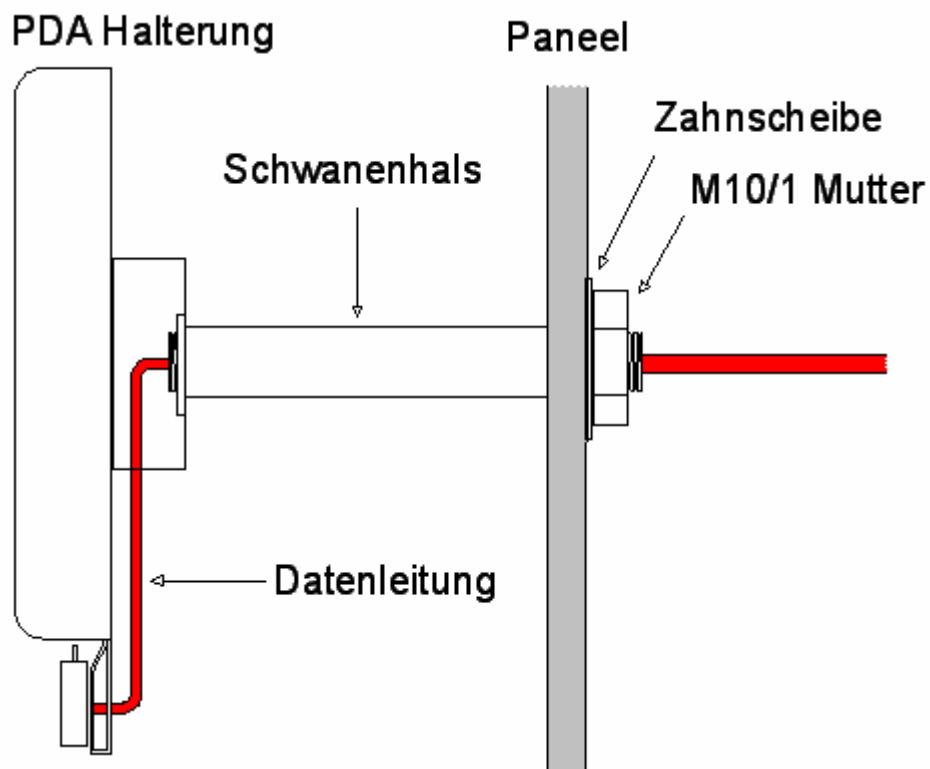 PDA Halterung
Paneel
Zahnscheibe
Schwanenhals
M10/1 Mutter
Datenleitung